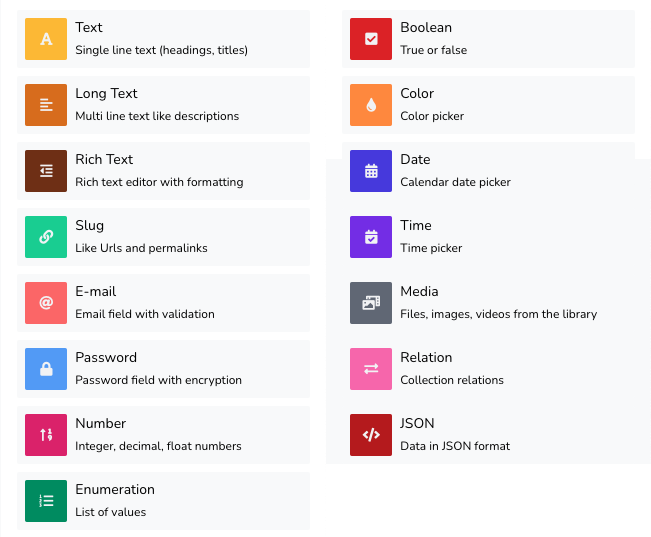 Text
Single line text (headings, titles)
Long Text
Multi line text like descriptions
Rich Text
Rich text editor with formatting
Slug
Like Urls and permalinks
E-mail
Email field with validation
Password
Password field with encryption
Number
Integer, decimal, float numbers
Enumeration
List of values
Boolean
True or false
Color
Color picker
Date
Calendar date picker
Time
Time picker
Media
Files, images, videos from the library
Relation
Collection relations
JSON
Data in JSON format